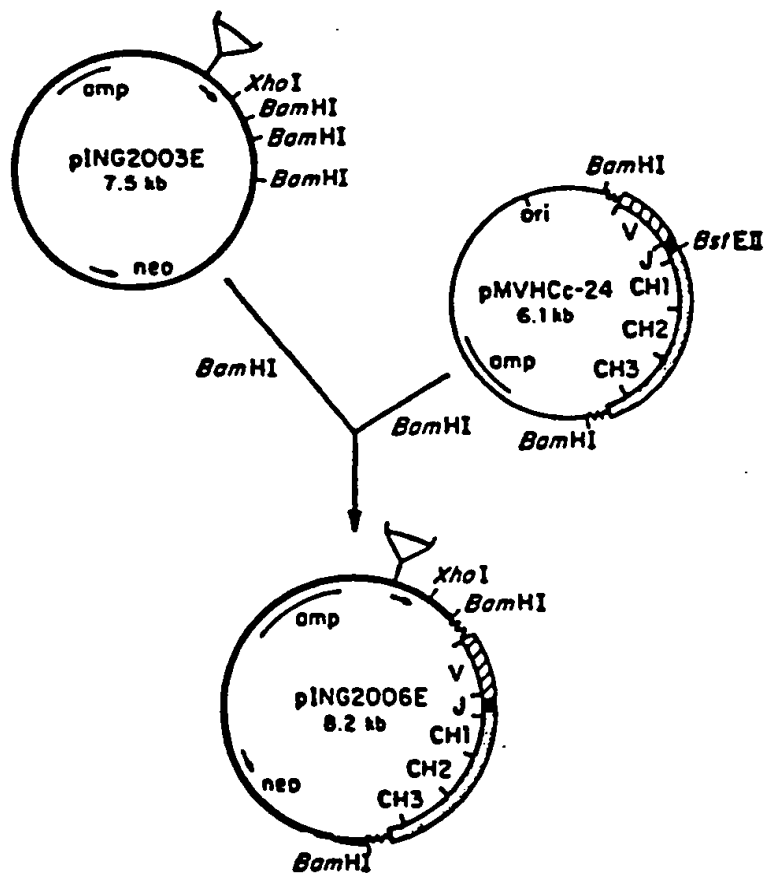 amp
XhoI
BamHI
BamHI
BamHI
pING2003E
7.5 kb
neo
BamHI
ori
V
BstEII
J
CH1
pMVHCc-24
6.1 kb
CH2
CH3
amp
BamHI
BamHI
BamHI
XhoI
BamHI
amp
V
pING2006E
8.2 kb
J
CH1
CH2
neo
CH3
BamHI